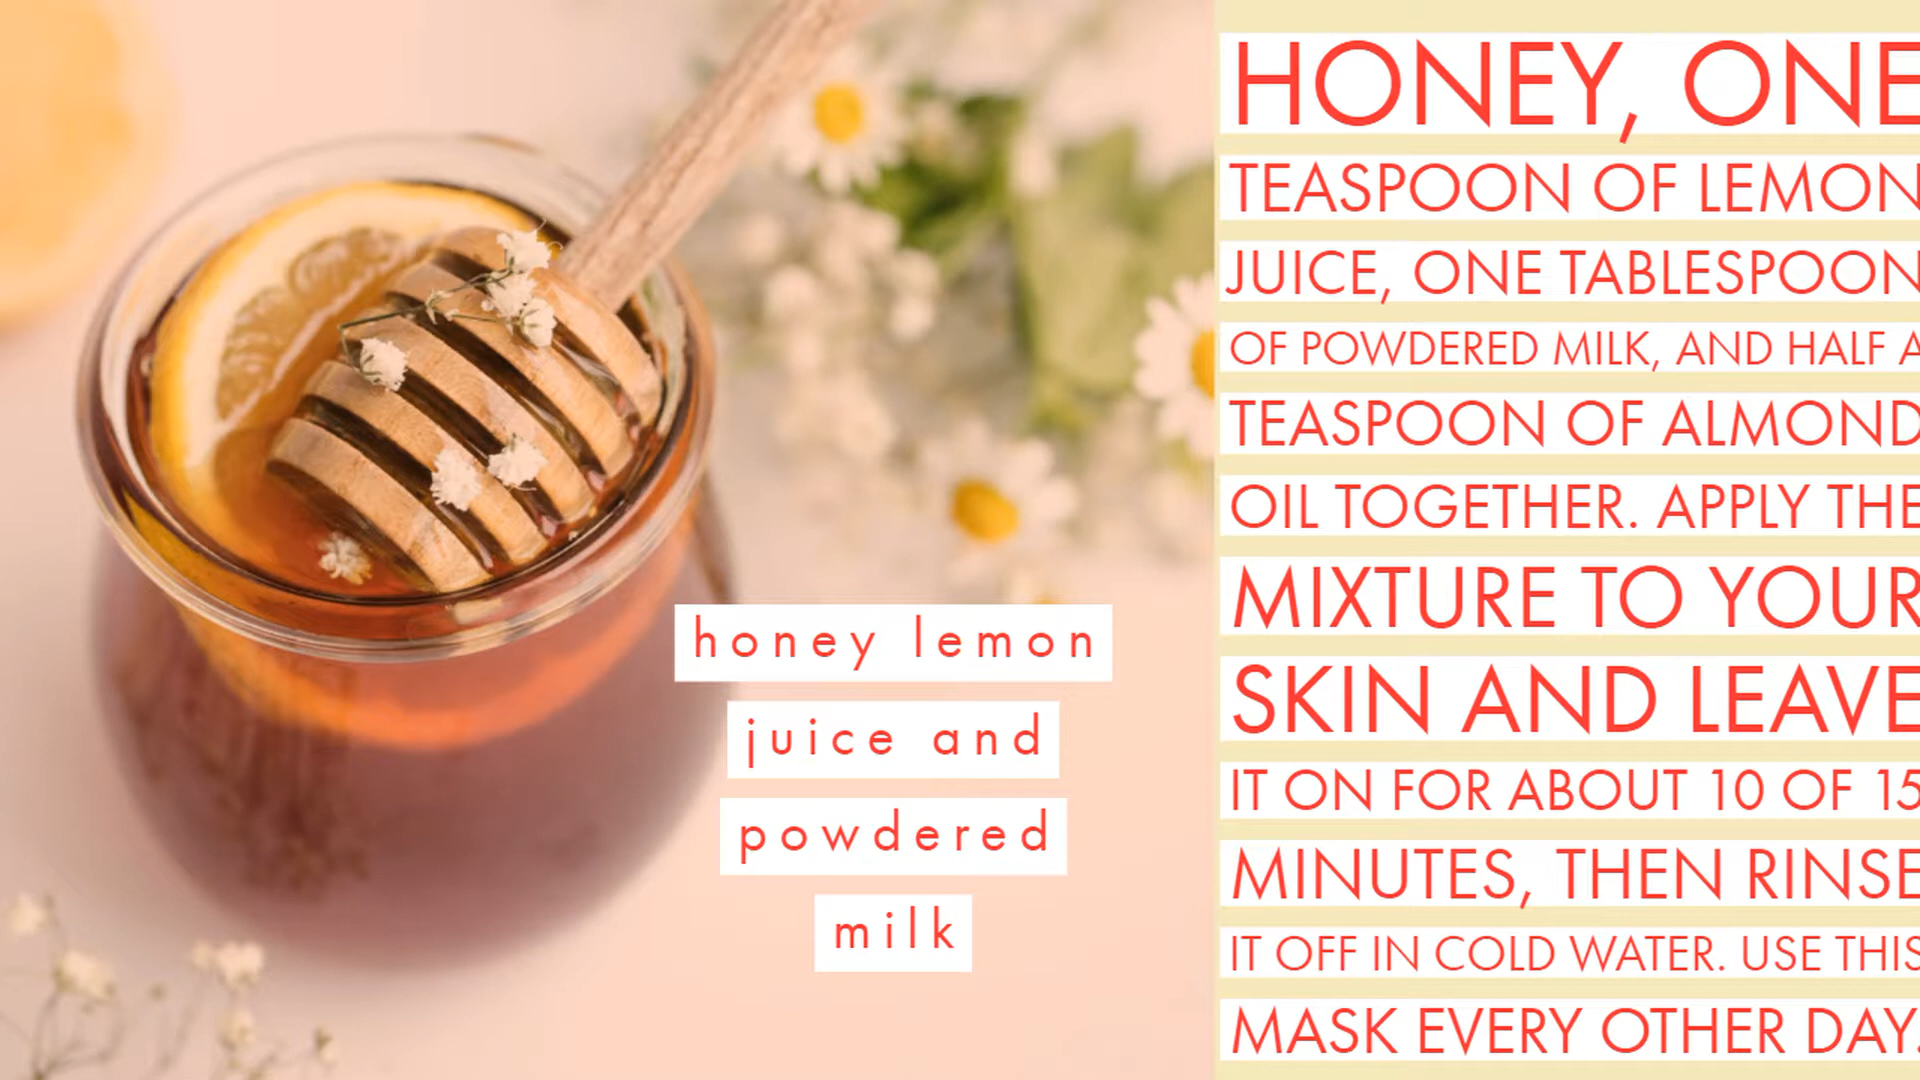 honey lemon
juice and
powdered
milk
HONEY, ONE
TEASPOON OF LEMON
JUICE, ONE TABLESPOON
OF POWDERED MILK, AND HALF A
TEASPOON OF ALMOND
OIL TOGETHER. APPLY THE
MIXTURE TO YOUR
SKIN AND LEAVE
IT ON FOR ABOUT 10 OF 15
MINUTES, THEN RINSE
IT OFF IN COLD WATER. USE THIS
MASK EVERY OTHER DAY.